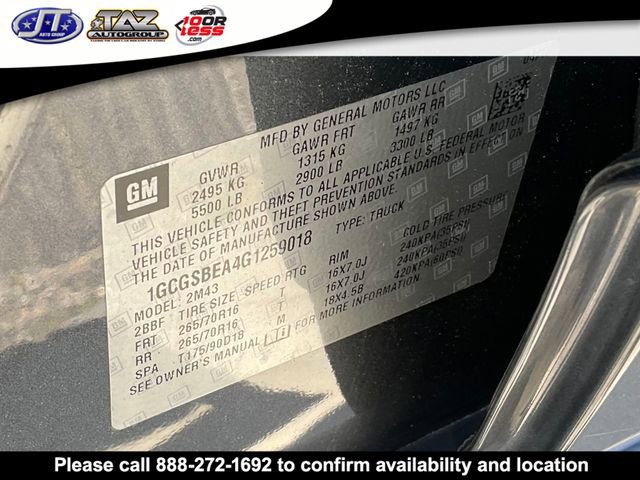 JT
AUTO GROUP
TAZ
AUTOGROUP
10 OR
LESS
.com
GM
MFD BY GENERAL MOTORS LLC
GVWR GAWR FRT GAWR RR
2495 KG 1315 KG 1497 KG
5500 LB 2900 LB 3300 LB
THIS VEHICLE CONFORMS TO ALL APPLICABLE U.S. FEDERAL MOTOR
VEHICLE SAFETY AND THEFT PREVENTION STANDARDS IN EFFECT ON
THE DATE OF MANUFACTURE SHOWN ABOVE.
1GCGSBEA4G1259018 TYPE: TRUCK
MODEL: 2M43
2BBF TIRE SIZE SPEED RTG RIM COLD TIRE PRESSURE
FRT 265/70R16 T 16X7.0J 240KPA(35PSI)
RR 265/70R16 T 16X7.0J 240KPA(35PSI)
SPA T175/90D18 M 18X4.5B 420KPA(60PSI)
SEE OWNER'S MANUAL FOR MORE INFORMATION
Please call 888-272-1692 to confirm availability and location